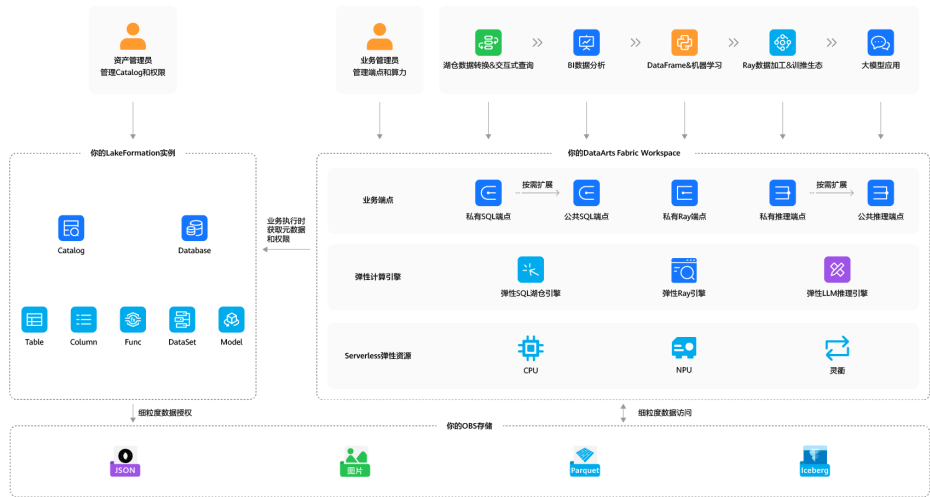 资产管理员
管理Catalog和权限
业务管理员
管理端点和算力
湖仓数据转换&交互式查询
BI数据分析
DataFrame&机器学习
Ray数据加工&训推生态
大模型应用
你的LakeFormation实例
Catalog
Database
Table
Column
Func
DataSet
Model
业务执行时
获取元数据
和权限
你的DataArts Fabric Workspace
业务端点
私有SQL端点
按需扩展
公共SQL端点
私有Ray端点
私有推理端点
按需扩展
公共推理端点
弹性计算引擎
弹性SQL湖仓引擎
弹性Ray引擎
弹性LLM推理引擎
Serverless弹性资源
CPU
NPU
灵衢
细粒度数据授权
细粒度数据访问
你的OBS存储
JSON
图片
Parquet
Iceberg